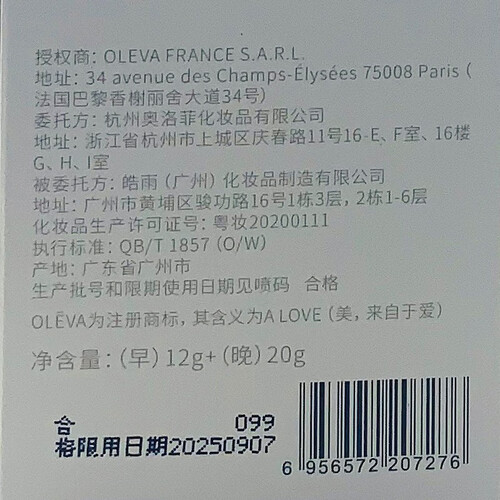 授权商: OLEVA FRANCE S.A.R.L.
地址: 34 avenue des Champs-Élysées 75008 Paris (
法国巴黎香榭丽舍大道34号)
委托方: 杭州奥洛菲化妆品有限公司
地址: 浙江省杭州市上城区庆春路11号16-E、F室、16楼
G、H、I室
被委托方: 皓雨 (广州) 化妆品制造有限公司
地址: 广州市黄埔区骏功路16号1栋3层, 2栋1-6层
化妆品生产许可证号: 粤妆20200111
执行标准: QB/T 1857 (O/W)
产地: 广东省广州市
生产批号和限期使用日期见喷码 合格
OLĒVA为注册商标, 其含义为A LOVE (美, 来自于爱)
净含量: (早) 12g+ (晚) 20g
合 099
格限用日期20250907
6 956572 207276